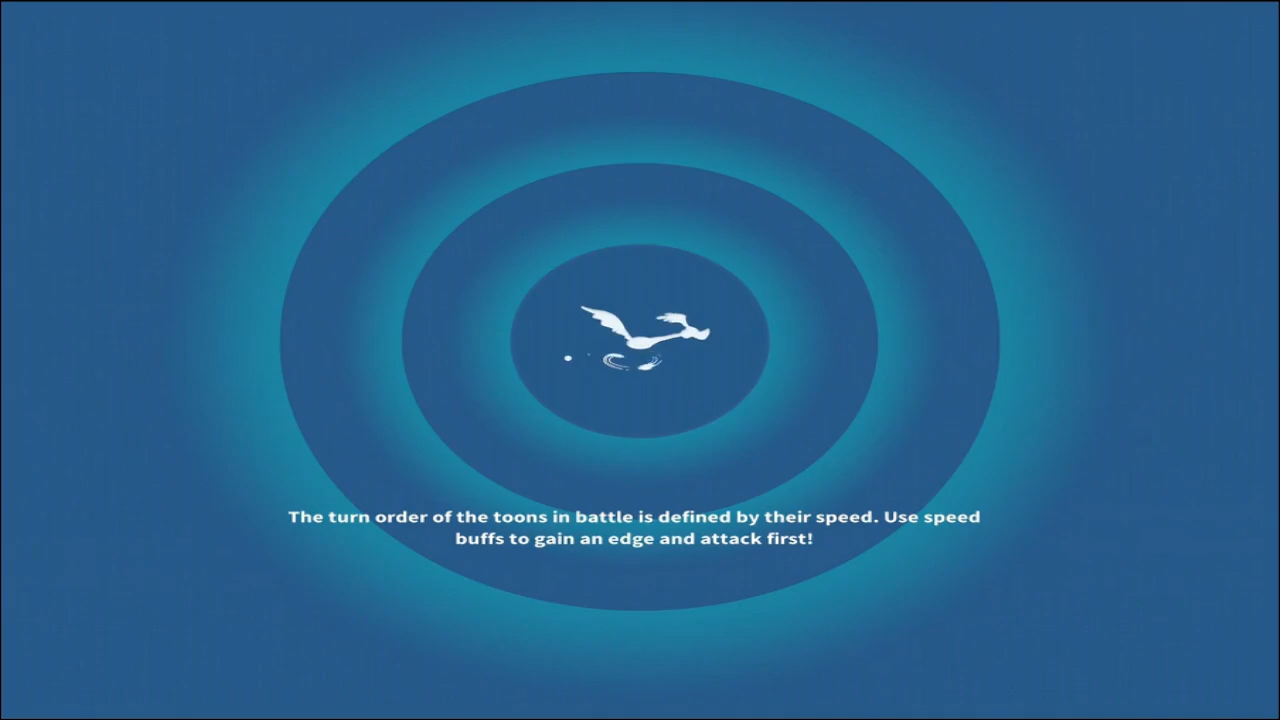 The turn order of the toons in battle is defined by their speed. Use speed
buffs to gain an edge and attack first!